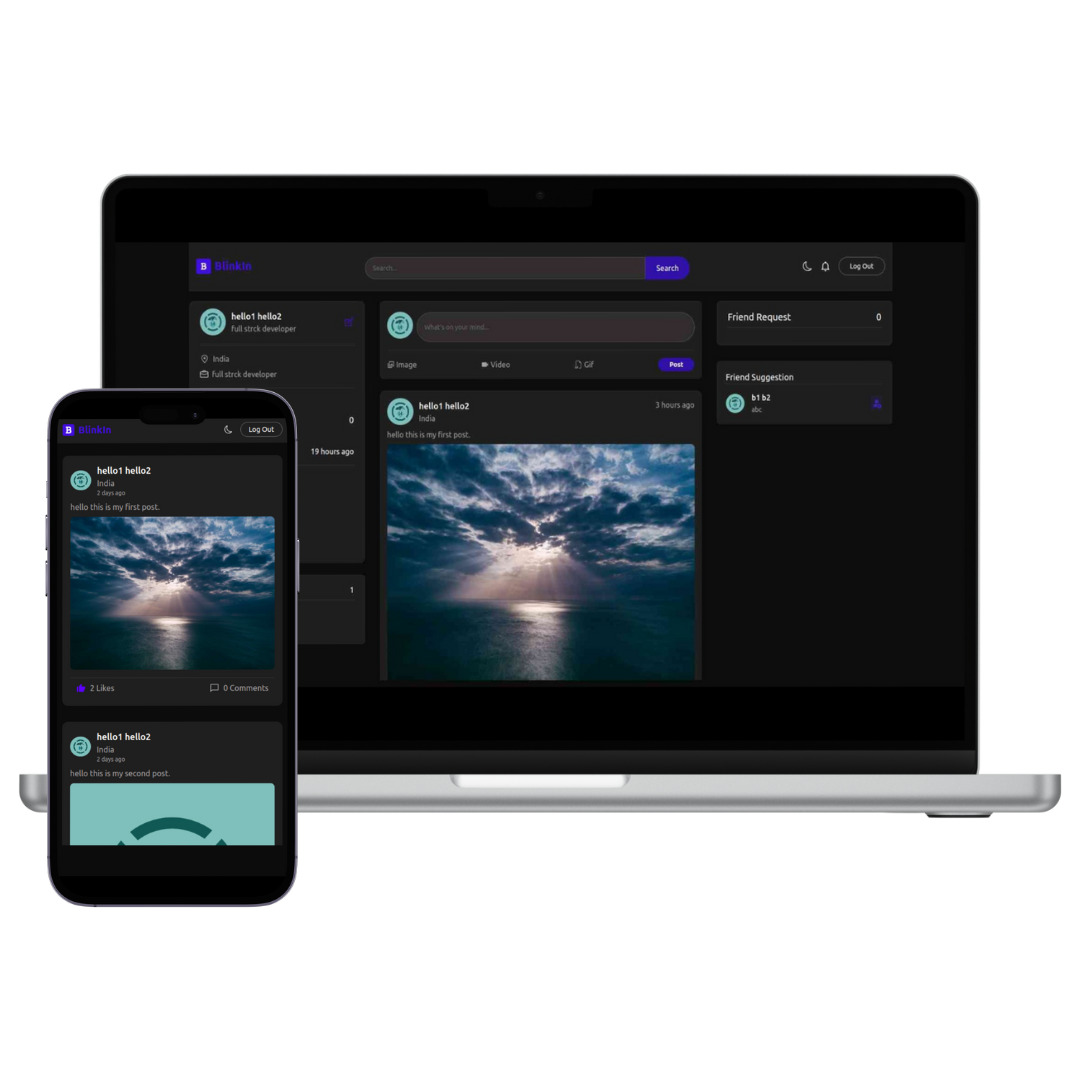 B BlinkIn
Search...
Search
Log Out
hello1 hello2
full strck developer
India
full strck developer
0
19 hours ago
1
What's on your mind...
Image
Video
Gif
Post
hello1 hello2
India
3 hours ago
hello this is my first post.
Friend Request
0
Friend Suggestion
b1 b2
abc
B BlinkIn
Log Out
hello1 hello2
India
2 days ago
hello this is my first post.
2 Likes
0 Comments
hello1 hello2
India
2 days ago
hello this is my second post.